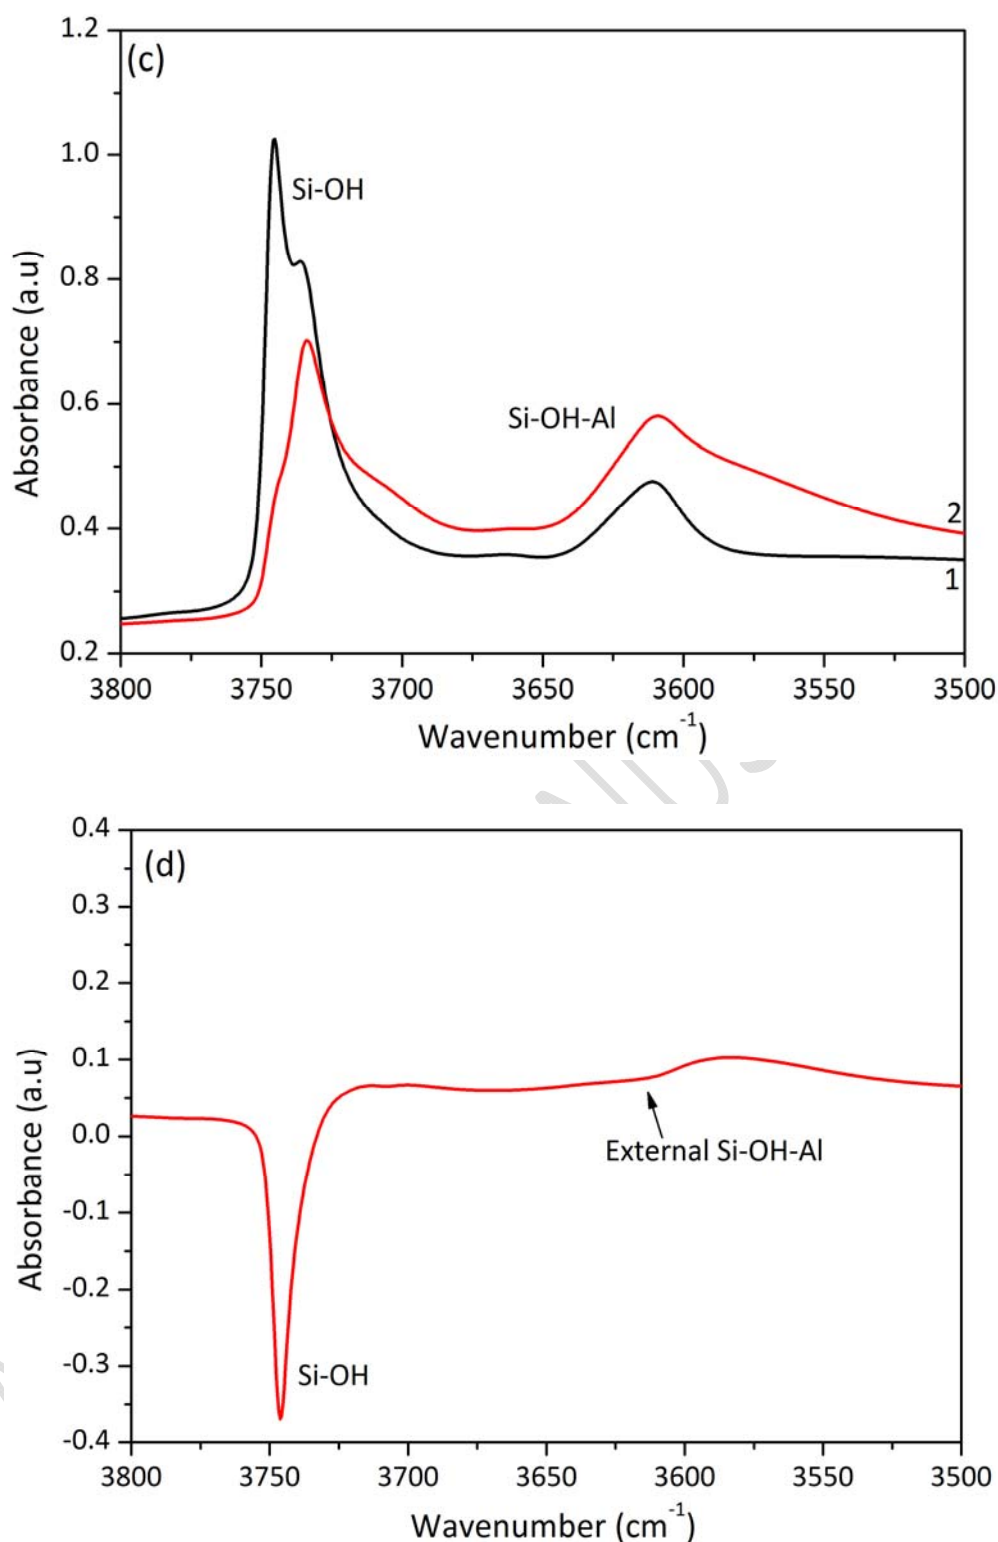 (c)
1.2
1.0
0.8
0.6
0.4
0.2
Absorbance (a.u)
Si-OH
Si-OH-Al
2
1
3800 3750 3700 3650 3600 3550 3500
Wavenumber (cm-1)
(d)
0.4
0.3
0.2
0.1
0.0
-0.1
-0.2
-0.3
-0.4
Absorbance (a.u)
External Si-OH-Al
Si-OH
3800 3750 3700 3650 3600 3550 3500
Wavenumber (cm-1)